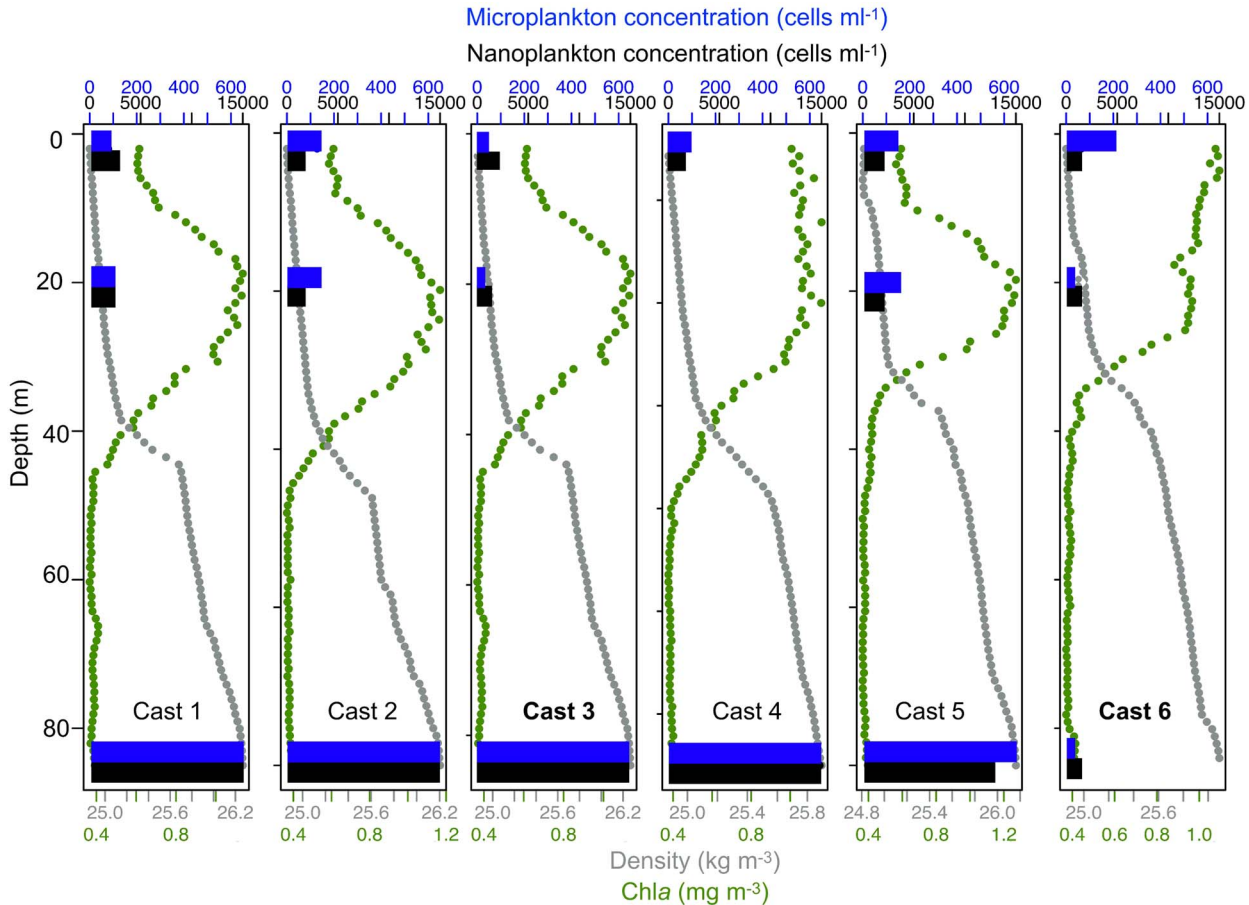 Microplankton concentration (cells ml-1)
Nanoplankton concentration (cells ml-1)
0 200 400 600 0 200 400 600 0 200 400 600 0 200 400 600 0 200 400 600 0 200 400 600
0 5000 15000 0 5000 15000 0 5000 15000 0 5000 15000 0 5000 15000 0 5000 15000
Depth (m)
0
20
40
60
80
Cast 1 Cast 2 Cast 3 Cast 4 Cast 5 Cast 6
25.0 25.6 26.2 25.0 25.6 26.2 25.0 25.6 26.2 25.0 25.4 25.8 24.8 25.4 26.0 25.0 25.6
0.4 0.8 0.4 0.8 1.2 0.4 0.8 0.4 0.8 0.4 0.8 1.2 0.4 0.6 1.0
Density (kg m-3)
Chla (mg m-3)